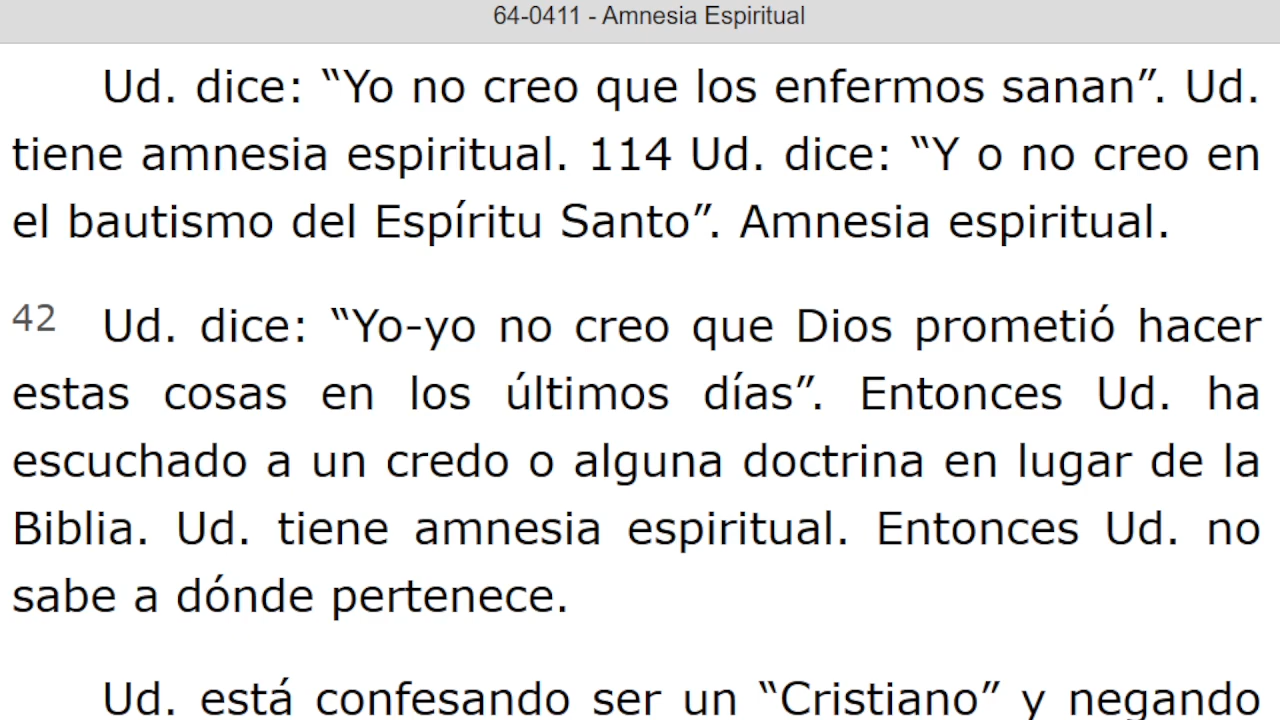 64-0411 - Amnesia Espiritual
Ud. dice: “Yo no creo que los enfermos sanan”. Ud.
tiene amnesia espiritual. 114 Ud. dice: “Y o no creo en
el bautismo del Espíritu Santo”. Amnesia espiritual.
42 Ud. dice: “Yo-yo no creo que Dios prometió hacer
estas cosas en los últimos días”. Entonces Ud. ha
escuchado a un credo o alguna doctrina en lugar de la
Biblia. Ud. tiene amnesia espiritual. Entonces Ud. no
sabe a dónde pertenece.
Ud. está confesando ser un “Cristiano” y negando